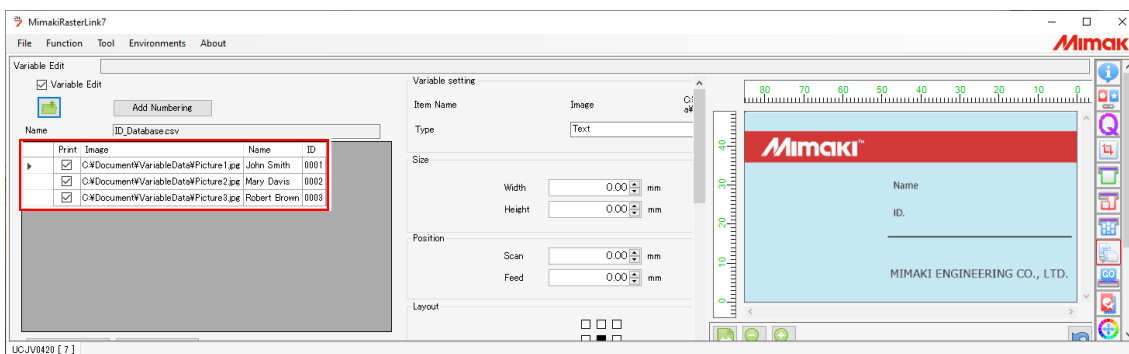 MimakiRasterLink7
File Function Tool Environments About
Mimaki
Variable Edit
Variable Edit
Add Numbering
Name ID_Database.csv
Print Image Name ID
C:¥Document¥VariableData¥Picture1.jpg John Smith 0001
C:¥Document¥VariableData¥Picture2.jpg Mary Davis 0002
C:¥Document¥VariableData¥Picture3.jpg Robert Brown 0003
Variable setting
Item Name Image C:
a¥
Type Text
Size
Width 0.00 mm
Height 0.00 mm
Position
Scan 0.00 mm
Feed 0.00 mm
Layout
80 70 60 50 40 30 20 10 0
40
30
20
10
0
Mimaki
Name
ID.
MIMAKI ENGINEERING CO., LTD.
CO
UCJV0420 [ 7 ]